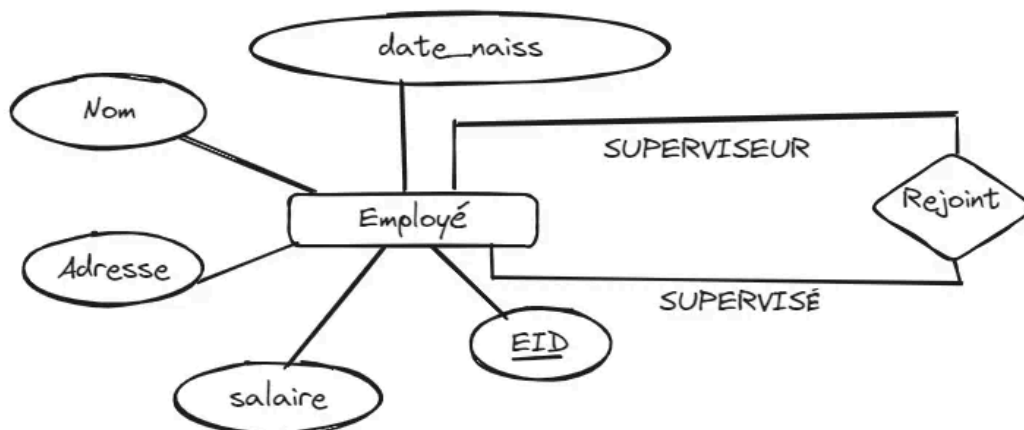 date_naiss
Nom
SUPERVISEUR
Rejoint
Employé
Adresse
SUPERVISÉ
EID
salaire